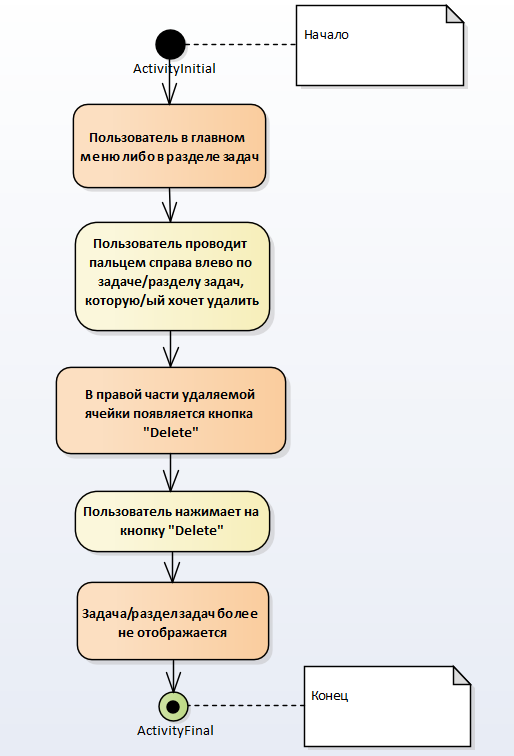 Начало
ActivityInitial
Пользователь в главном
меню либо в разделе задач
Пользователь проводит
пальцем справа влево по
задаче/разделу задач,
которую/ый хочет удалить
В правой части удаляемой
ячейки появляется кнопка
"Delete"
Пользователь нажимает на
кнопку "Delete"
Задача/раздел задач более
не отображается
Конец
ActivityFinal